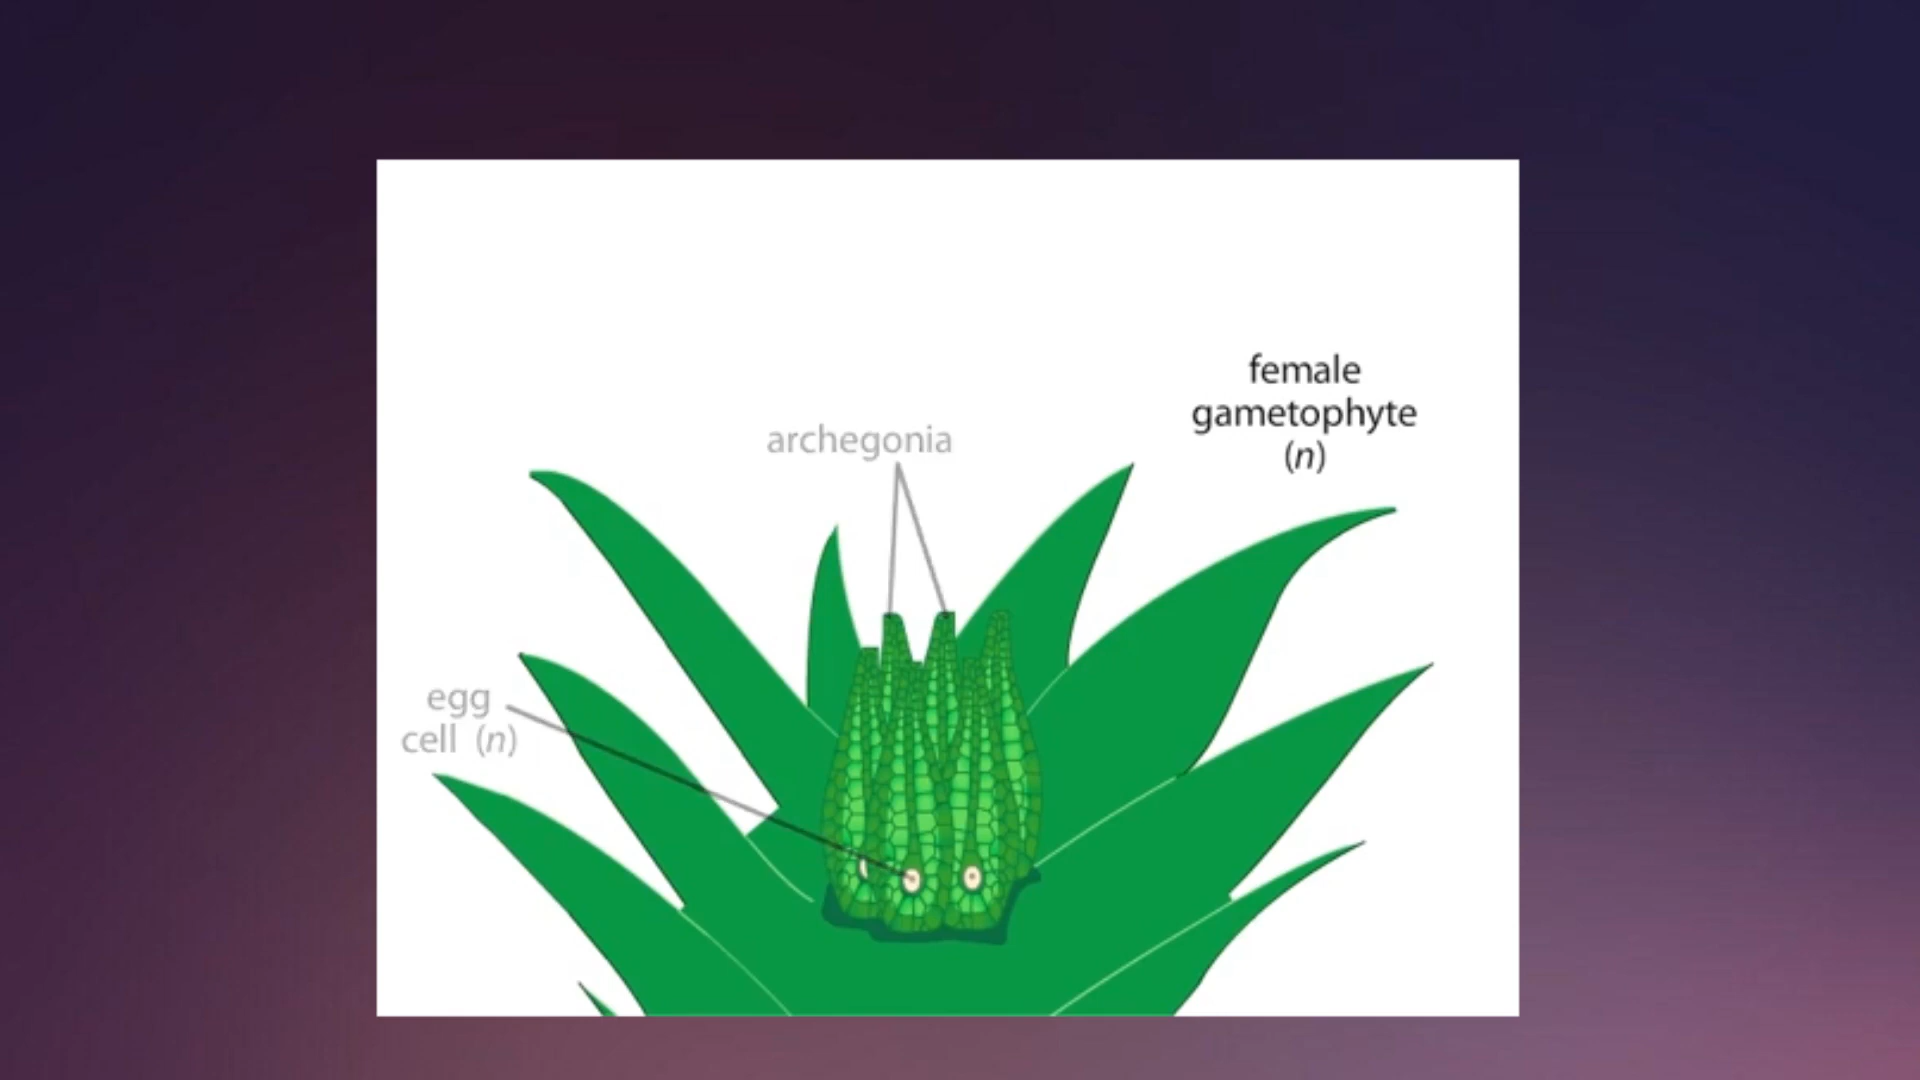 female
gametophyte
(n)
archegonia
egg
cell (n)